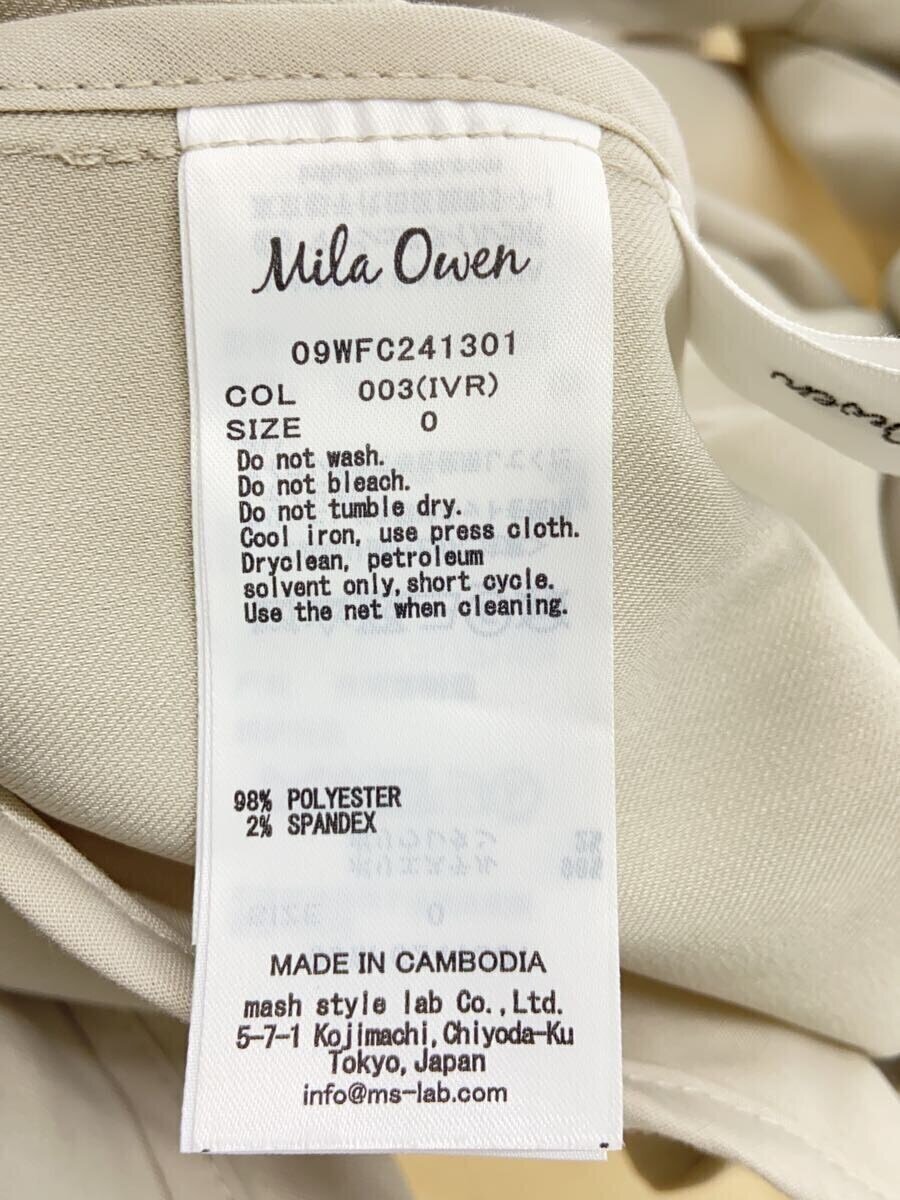 Mila Owen
09WFC241301
COL 003(IVR)
SIZE 0
Do not wash.
Do not bleach.
Do not tumble dry.
Cool iron, use press cloth.
Dryclean, petroleum
solvent only,short cycle.
Use the net when cleaning.
98% POLYESTER
2% SPANDEX
MADE IN CAMBODIA
mash style lab Co.,Ltd.
5-7-1 Kojimachi,Chiyoda-Ku
Tokyo,Japan
info@ms-lab.com